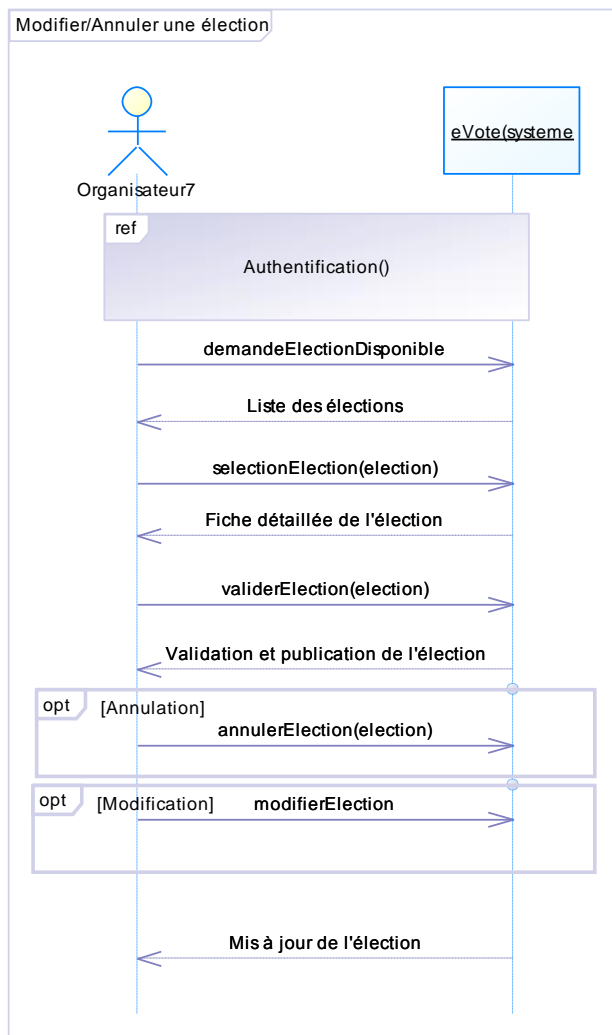 Modifier/Annuler une élection
eVote(systeme
Organisateur7
ref
Authentification()
demandeElectionDisponible
Liste des élections
selectionElection(election)
Fiche détaillée de l'élection
validerElection(election)
Validation et publication de l'élection
opt [Annulation]
annulerElection(election)
opt [Modification] modifierElection
Mis à jour de l'élection